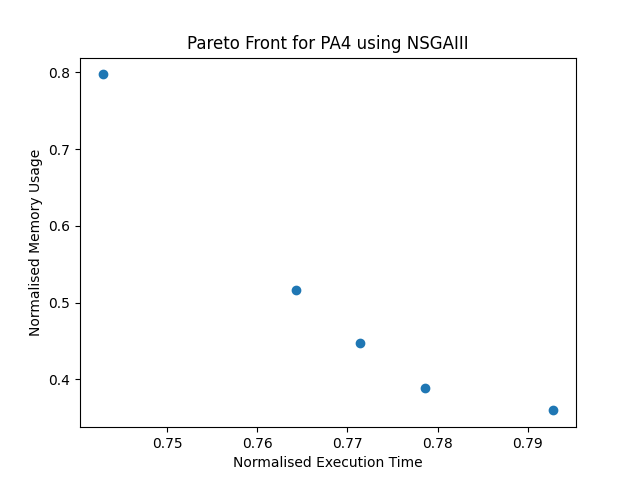 Pareto Front for PA4 using NSGAIII
0.8
0.7
0.6
0.5
0.4
Normalised Memory Usage
0.75 0.76 0.77 0.78 0.79
Normalised Execution Time